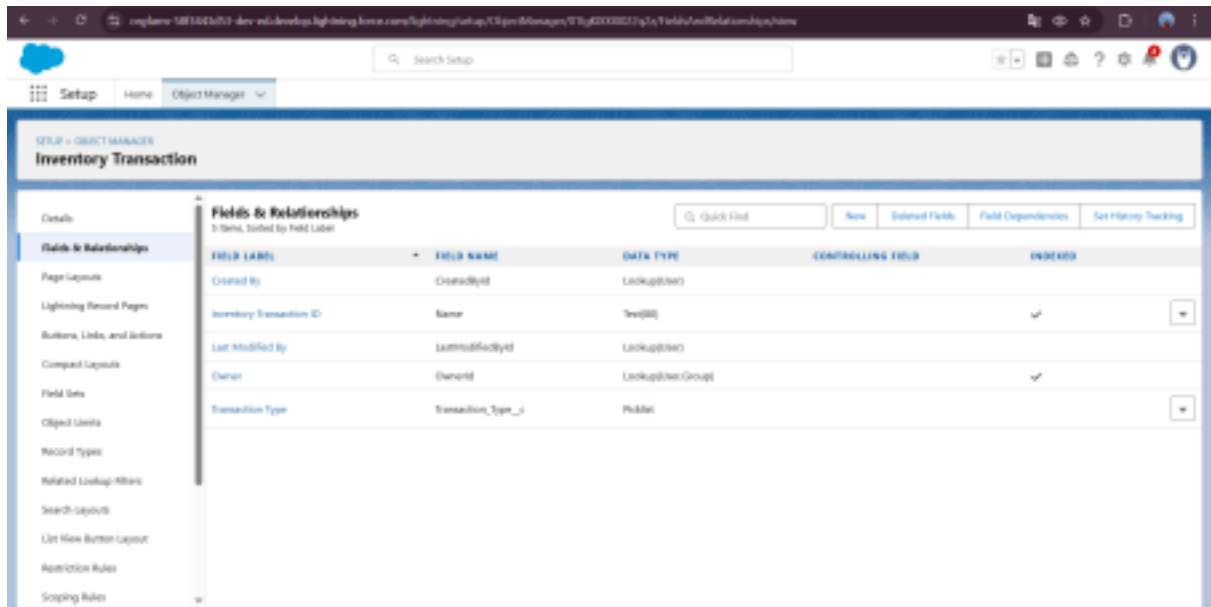 Search Setup
Setup Home Object Manager
SETUP > OBJECT MANAGER
Inventory Transaction
Details
Fields & Relationships
Page Layouts
Lightning Record Pages
Buttons, Links, and Actions
Compact Layouts
Field Sets
Object Limits
Record Types
Related Lookup Filters
Search Layouts
List View Button Layout
Restriction Rules
Scoping Rules
Fields & Relationships
5 Items, Sorted by Field Label
Quick Find
New
Deleted Fields
Field Dependencies
Set History Tracking
FIELD LABEL FIELD NAME DATA TYPE CONTROLLING FIELD INDEXED
Created By CreatedById Lookup(User)
Inventory Transaction ID Name Text(80)
Last Modified By LastModifiedById Lookup(User)
Owner OwnerId Lookup(User,Group)
Transaction Type Transaction_Type__c Picklist